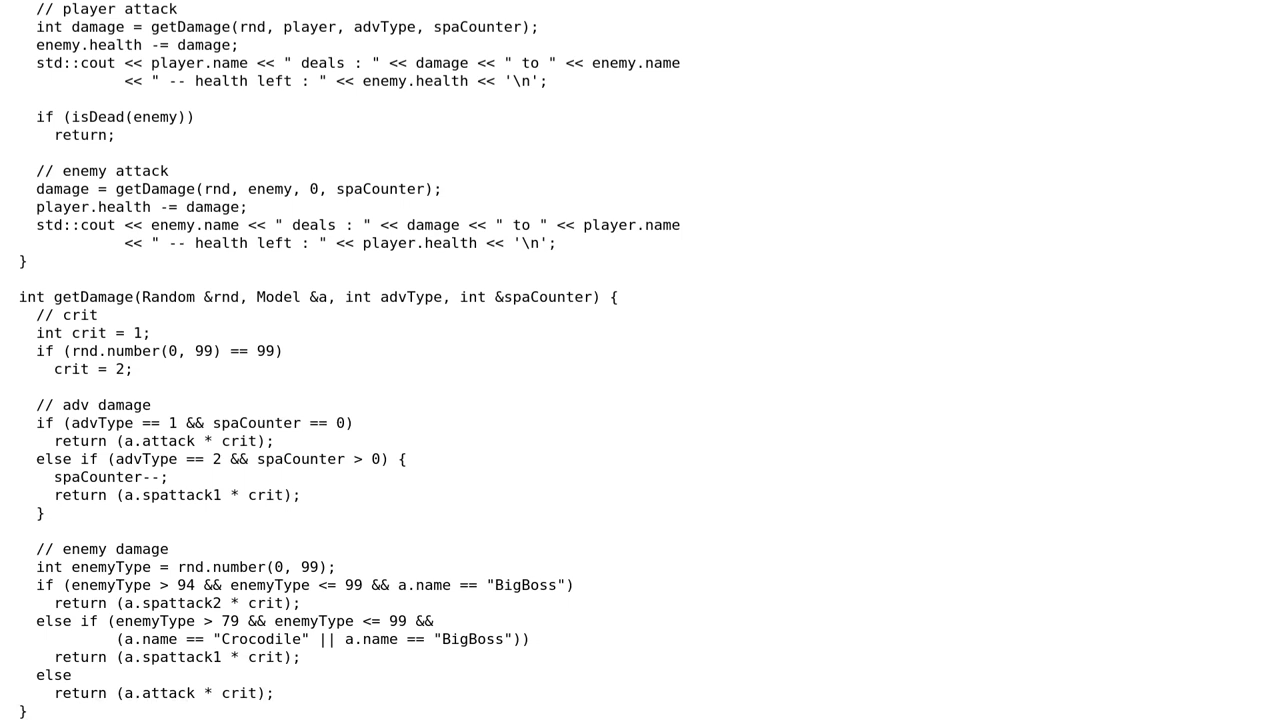 // player attack
int damage = getDamage(rnd, player, advType, spaCounter);
enemy.health -= damage;
std::cout << player.name << " deals : " << damage << " to " << enemy.name
<< " -- health left : " << enemy.health << '\n';
if (isDead(enemy))
return;
// enemy attack
damage = getDamage(rnd, enemy, 0, spaCounter);
player.health -= damage;
std::cout << enemy.name << " deals : " << damage << " to " << player.name
<< " -- health left : " << player.health << '\n';
}
int getDamage(Random &rnd, Model &a, int advType, int &spaCounter) {
// crit
int crit = 1;
if (rnd.number(0, 99) == 99)
crit = 2;
// adv damage
if (advType == 1 && spaCounter == 0)
return (a.attack * crit);
else if (advType == 2 && spaCounter > 0) {
spaCounter--;
return (a.spattack1 * crit);
}
// enemy damage
int enemyType = rnd.number(0, 99);
if (enemyType > 94 && enemyType <= 99 && a.name == "BigBoss")
return (a.spattack2 * crit);
else if (enemyType > 79 && enemyType <= 99 &&
(a.name == "Crocodile" || a.name == "BigBoss"))
return (a.spattack1 * crit);
else
return (a.attack * crit);
}